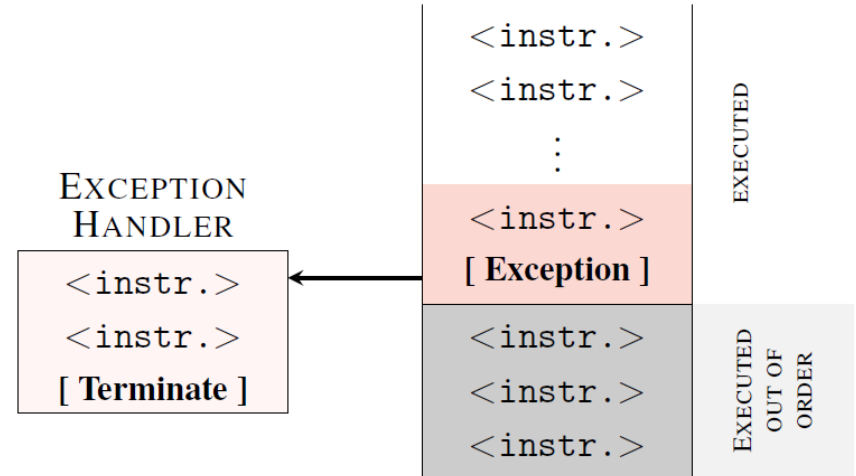 <instr.>
<instr.>
⋮
<instr.>
[ Exception ]
<instr.>
<instr.>
<instr.>
EXCEPTION
HANDLER
<instr.>
<instr.>
[ Terminate ]
EXECUTED
EXECUTED
OUT OF
ORDER